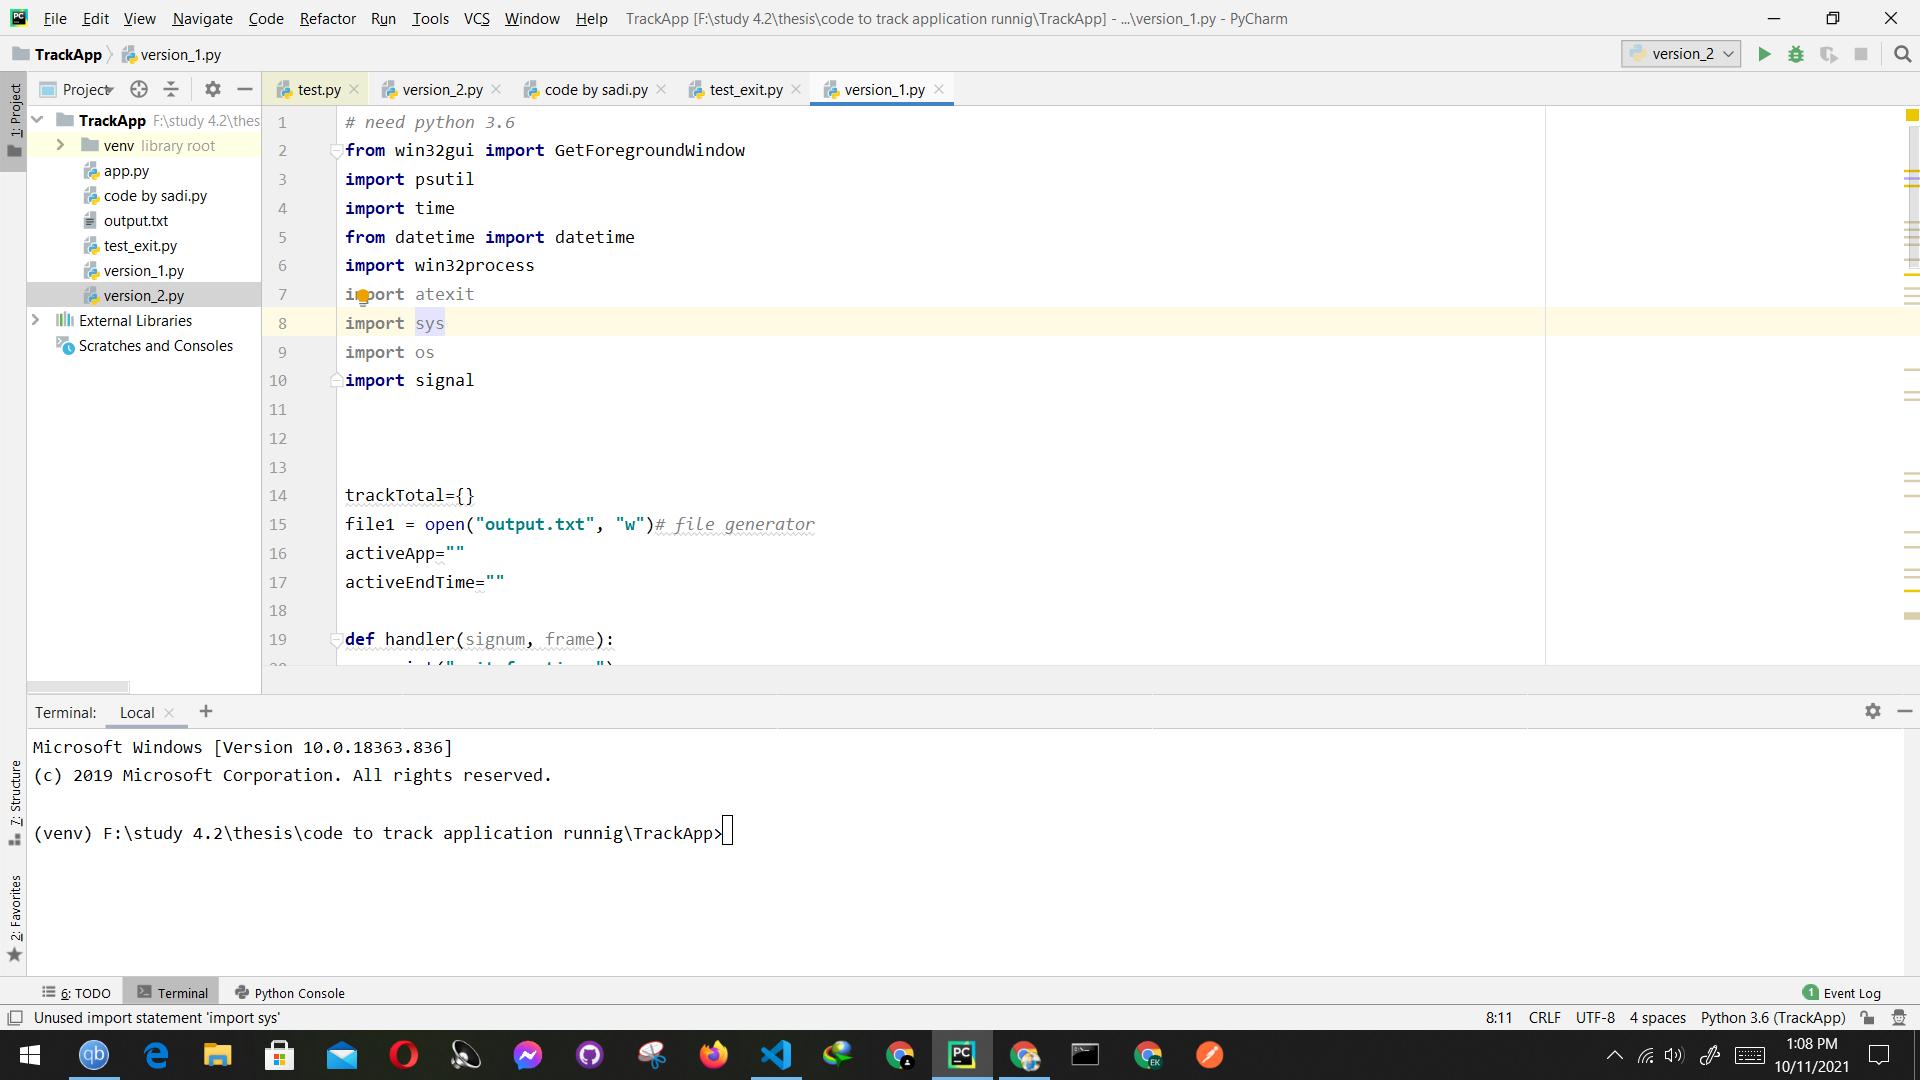 File Edit View Navigate Code Refactor Run Tools VCS Window Help TrackApp [F:\study 4.2\thesis\code to track application runnig\TrackApp] - ...\version_1.py - PyCharm
TrackApp version_1.py version_2
1: Project
Project
test.py version_2.py code by sadi.py test_exit.py version_1.py
TrackApp F:\study 4.2\thes
venv library root
app.py
code by sadi.py
output.txt
test_exit.py
version_1.py
version_2.py
External Libraries
Scratches and Consoles
1 # need python 3.6
2 from win32gui import GetForegroundWindow
3 import psutil
4 import time
5 from datetime import datetime
6 import win32process
7 import atexit
8 import sys
9 import os
10 import signal
11
12
13
14 trackTotal={}
15 file1 = open("output.txt", "w")# file generator
16 activeApp=""
17 activeEndTime=""
18
19 def handler(signum, frame):
Terminal: Local
Microsoft Windows [Version 10.0.18363.836]
(c) 2019 Microsoft Corporation. All rights reserved.
(venv) F:\study 4.2\thesis\code to track application runnig\TrackApp>
7: Structure
2: Favorites
6: TODO Terminal Python Console 1 Event Log
Unused import statement 'import sys' 8:11 CRLF UTF-8 4 spaces Python 3.6 (TrackApp)
qb PC EK 1:08 PM
10/11/2021